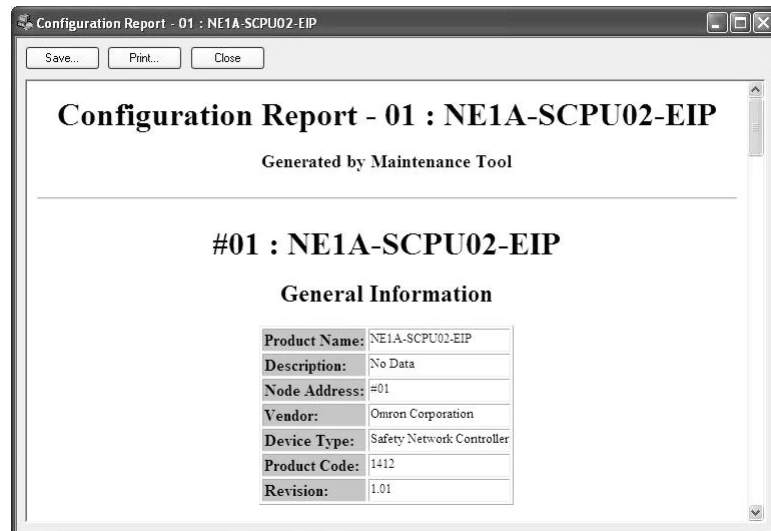 Configuration Report - 01 : NE1A-SCPU02-EIP
Save... Print... Close
Configuration Report - 01 : NE1A-SCPU02-EIP
Generated by Maintenance Tool
#01 : NE1A-SCPU02-EIP
General Information
Product Name: NE1A-SCPU02-EIP
Description: No Data
Node Address: #01
Vendor: Omron Corporation
Device Type: Safety Network Controller
Product Code: 1412
Revision: 1.01